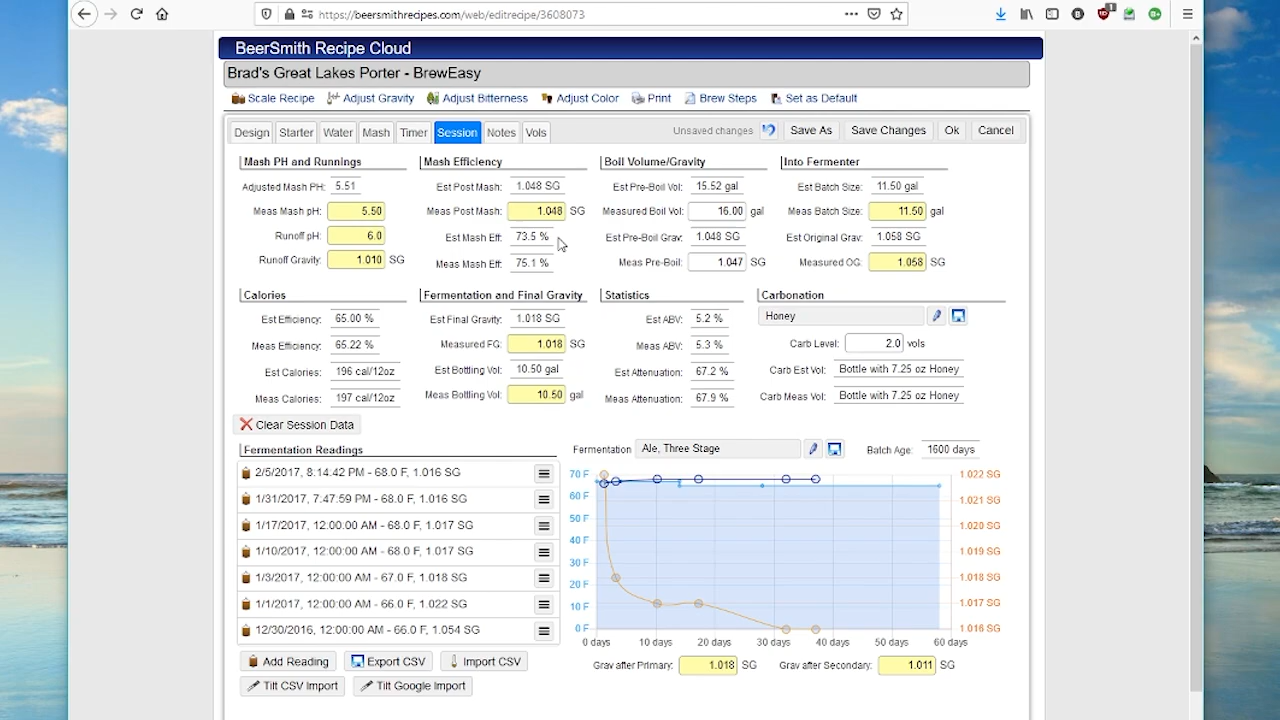 https://beersmithrecipes.com/web/editrecipe/3608073
1
BeerSmith Recipe Cloud
Brad's Great Lakes Porter - BrewEasy
Scale Recipe Adjust Gravity Adjust Bitterness Adjust Color Print Brew Steps Set as Default
Design Starter Water Mash Timer Session Notes Vols Unsaved changes Save As Save Changes Ok Cancel
Mash PH and Runnings
Adjusted Mash PH: 5.51
Meas Mash pH: 5.50
Runoff pH: 6.0
Runoff Gravity: 1.010 SG
Mash Efficiency
Est Post Mash: 1.048 SG
Meas Post Mash: 1.048 SG
Est Mash Eff: 73.5 %
Meas Mash Eff: 75.1 %
Boil Volume/Gravity
Est Pre-Boil Vol: 15.52 gal
Measured Boil Vol: 16.00 gal
Est Pre-Boil Grav: 1.048 SG
Meas Pre-Boil: 1.047 SG
Into Fermenter
Est Batch Size: 11.50 gal
Meas Batch Size: 11.50 gal
Est Original Grav: 1.058 SG
Measured OG: 1.058 SG
Calories
Est Efficiency: 65.00 %
Meas Efficiency: 65.22 %
Est Calories: 196 cal/12oz
Meas Calories: 197 cal/12oz
Fermentation and Final Gravity
Est Final Gravity: 1.018 SG
Measured FG: 1.018 SG
Est Bottling Vol: 10.50 gal
Meas Bottling Vol: 10.50 gal
Statistics
Est ABV: 5.2 %
Meas ABV: 5.3 %
Est Attenuation: 67.2 %
Meas Attenuation: 67.9 %
Carbonation
Honey
Carb Level: 2.0 vols
Carb Est Vol: Bottle with 7.25 oz Honey
Carb Meas Vol: Bottle with 7.25 oz Honey
Clear Session Data
Fermentation Readings
2/5/2017, 8:14:42 PM - 68.0 F, 1.016 SG
1/31/2017, 7:47:59 PM - 68.0 F, 1.016 SG
1/17/2017, 12:00:00 AM - 68.0 F, 1.017 SG
1/10/2017, 12:00:00 AM - 68.0 F, 1.017 SG
1/3/2017, 12:00:00 AM - 67.0 F, 1.018 SG
1/1/2017, 12:00:00 AM - 66.0 F, 1.022 SG
12/30/2016, 12:00:00 AM - 66.0 F, 1.054 SG
Add Reading Export CSV Import CSV
Tilt CSV Import Tilt Google Import
Fermentation Ale, Three Stage Batch Age: 1600 days
70 F 1.022 SG
60 F 1.021 SG
50 F 1.020 SG
40 F 1.019 SG
30 F 1.018 SG
20 F 1.017 SG
10 F 1.016 SG
0 F
0 days 10 days 20 days 30 days 40 days 50 days 60 days
Grav after Primary: 1.018 SG Grav after Secondary: 1.011 SG